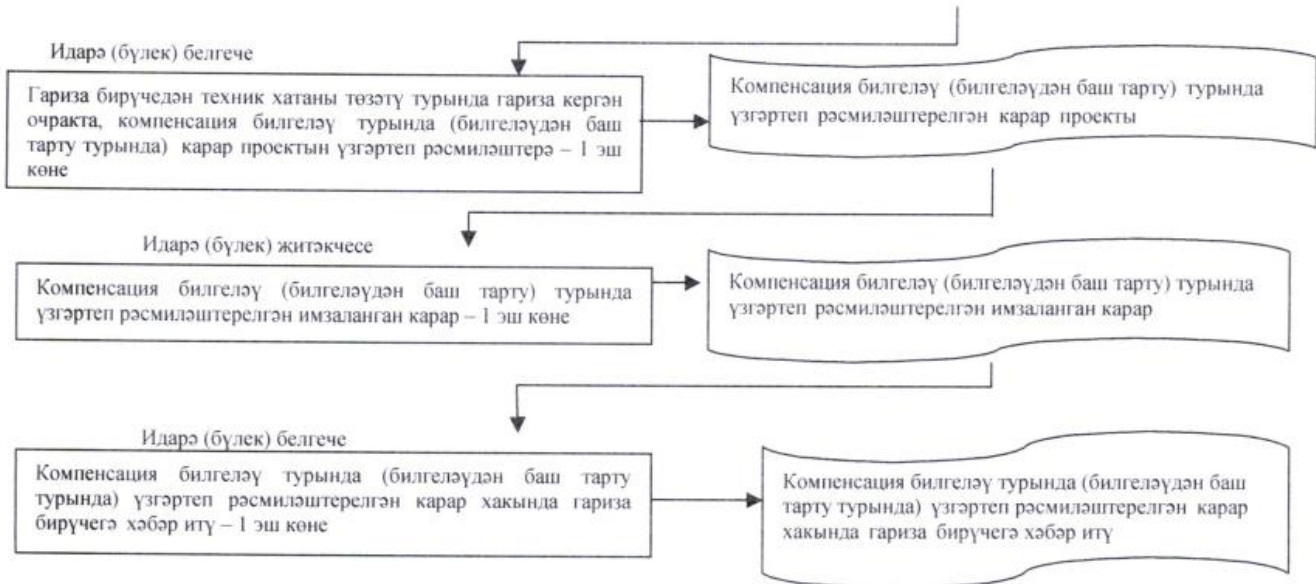 Идарә (бүлек) белгече
Гариза бирүчедән техник хатаны төзәтү турында гариза кергән
очракта, компенсация билгеләү турында (билгеләүдән баш
тарту турында) карар проектын үзгәртеп рәсмиләштерә – 1 эш
көне
Компенсация билгеләү (билгеләүдән баш тарту) турында
үзгәртеп рәсмиләштерелгән карар проекты
Идарә (бүлек) җитәкчесе
Компенсация билгеләү (билгеләүдән баш тарту) турында
үзгәртеп рәсмиләштерелгән имзаланган карар – 1 эш көне
Компенсация билгеләү (билгеләүдән баш тарту) турында
үзгәртеп рәсмиләштерелгән имзаланган карар
Идарә (бүлек) белгече
Компенсация билгеләү турында (билгеләүдән баш тарту
турында) үзгәртеп рәсмиләштерелгән карар хакында гариза
бирүчегә хәбәр итү – 1 эш көне
Компенсация билгеләү турында (билгеләүдән баш
тарту турында) үзгәртеп рәсмиләштерелгән карар
хакында гариза бирүчегә хәбәр итү